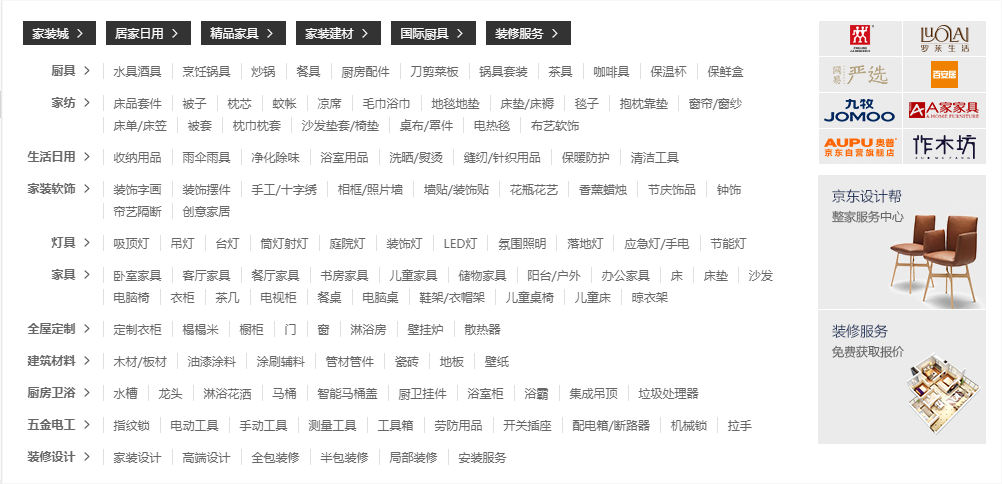 家装城 > 居家日用 > 精品家具 > 家装建材 > 国际厨具 > 装修服务 >
厨具 > 水具酒具 烹饪锅具 炒锅 餐具 厨房配件 刀剪菜板 锅具套装 茶具 咖啡具 保温杯 保鲜盒
家纺 > 床品套件 被子 枕芯 蚊帐 凉席 毛巾浴巾 地毯地垫 床垫/床褥 毯子 抱枕靠垫 窗帘/窗纱
床单/床笠 被套 枕巾枕套 沙发垫套/椅垫 桌布/罩件 电热毯 布艺软饰
生活日用 > 收纳用品 雨伞雨具 净化除味 浴室用品 洗晒/熨烫 缝纫/针织用品 保暖防护 清洁工具
家装软饰 > 装饰字画 装饰摆件 手工/十字绣 相框/照片墙 墙贴/装饰贴 花瓶花艺 香薰蜡烛 节庆饰品 钟饰
帘艺隔断 创意家居
灯具 > 吸顶灯 吊灯 台灯 筒灯射灯 庭院灯 装饰灯 LED灯 氛围照明 落地灯 应急灯/手电 节能灯
家具 > 卧室家具 客厅家具 餐厅家具 书房家具 儿童家具 储物家具 阳台/户外 办公家具 床 床垫 沙发
电脑椅 衣柜 茶几 电视柜 餐桌 电脑桌 鞋架/衣帽架 儿童桌椅 儿童床 晾衣架
全屋定制 > 定制衣柜 榻榻米 橱柜 门 窗 淋浴房 壁挂炉 散热器
建筑材料 > 木材/板材 油漆涂料 涂刷辅料 管材管件 瓷砖 地板 壁纸
厨房卫浴 > 水槽 龙头 淋浴花洒 马桶 智能马桶盖 厨卫挂件 浴室柜 浴霸 集成吊顶 垃圾处理器
五金电工 > 指纹锁 电动工具 手动工具 测量工具 工具箱 劳防用品 开关插座 配电箱/断路器 机械锁 拉手
装修设计 > 家装设计 高端设计 全包装修 半包装修 局部装修 安装服务
LUOLAI
罗莱生活
网易严选
百安居
九牧
JOMOO
A家家具
A HOME FURNITURE
AUPU奥普
京东自营旗舰店
作木坊
京东设计帮
整家服务中心
装修服务
免费获取报价